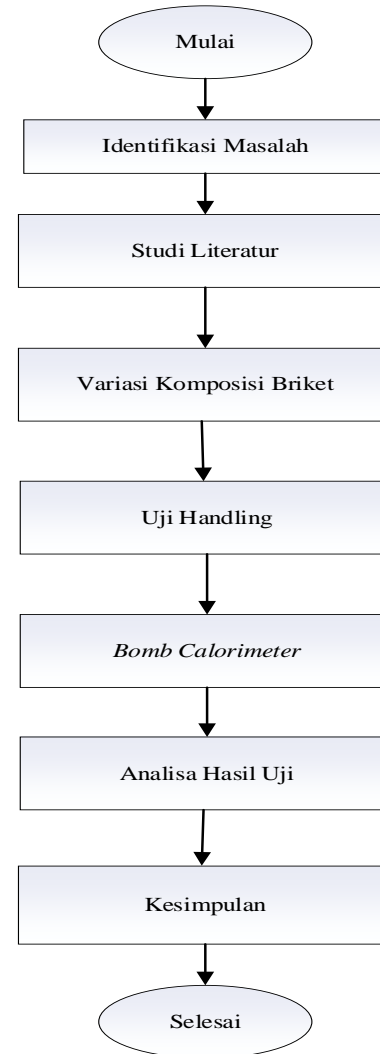 Mulai
Identifikasi Masalah
Studi Literatur
Variasi Komposisi Briket
Uji Handling
Bomb Calorimeter
Analisa Hasil Uji
Kesimpulan
Selesai